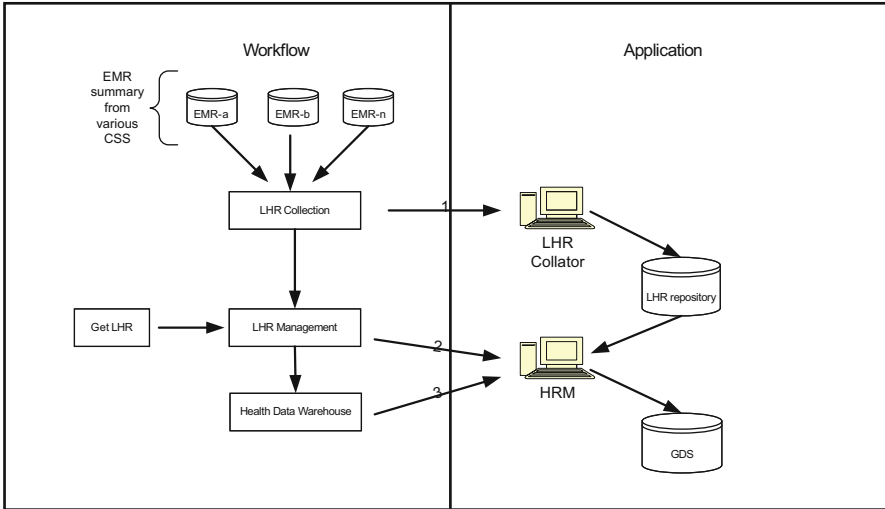 Workflow
Application
EMR
summary
from
various
CSS
EMR-a
EMR-b
EMR-n
LHR Collection
1
LHR
Collator
LHR repository
Get LHR
LHR Management
2
HRM
3
Health Data Warehouse
GDS